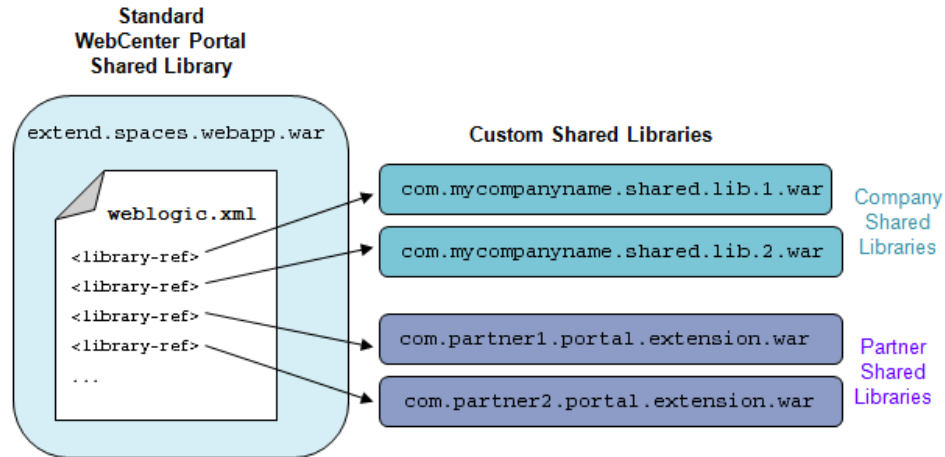 Standard
WebCenter Portal
Shared Library
extend.spaces.webapp.war
weblogic.xml
<library-ref>
<library-ref>
<library-ref>
<library-ref>
...
Custom Shared Libraries
com.mycompanyname.shared.lib.1.war
com.mycompanyname.shared.lib.2.war
Company
Shared
Libraries
com.partner1.portal.extension.war
com.partner2.portal.extension.war
Partner
Shared
Libraries